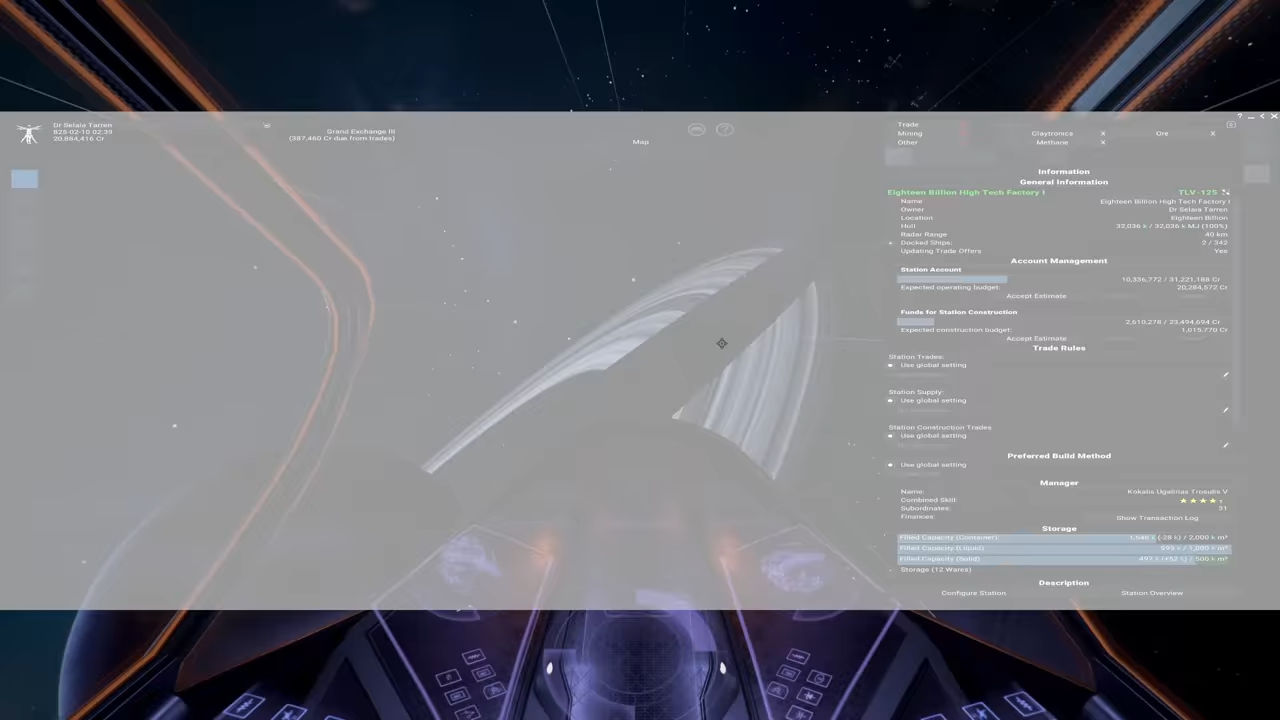 Dr Selaia Tarren
825-02-10 02:39
20,884,416 Cr
Grand Exchange III
(387,460 Cr due from trades)
Map
? _ < X
Trade
Mining Claytronics X Ore X
Other Methane X
Information
General Information
Eighteen Billion High Tech Factory I TLV-125
Name Eighteen Billion High Tech Factory I
Owner Dr Selaia Tarren
Location Eighteen Billion
Hull 32,036 k / 32,036 k MJ (100%)
Radar Range 40 km
Docked Ships: 2 / 342
Updating Trade Offers Yes
Account Management
Station Account
10,336,772 / 31,221,188 Cr
Expected operating budget: 20,284,572 Cr
Accept Estimate
Funds for Station Construction
2,610,278 / 23,494,694 Cr
Expected construction budget: 1,015,770 Cr
Accept Estimate
Trade Rules
Station Trades:
Use global setting
Station Supply:
Use global setting
Station Construction Trades
Use global setting
Preferred Build Method
Use global setting
Manager
Name: Kokalis Ugaliritas Trosulis V
Combined Skill:
Subordinates: 31
Finances: Show Transaction Log
Storage
Filled Capacity (Container): 1,546 k (-28 k) / 2,000 k m³
Filled Capacity (Liquid) 995 k / 1,000 k m³
Filled Capacity (Solid) / 500 k m³
Storage (12 Wares)
Description
Configure Station Station Overview